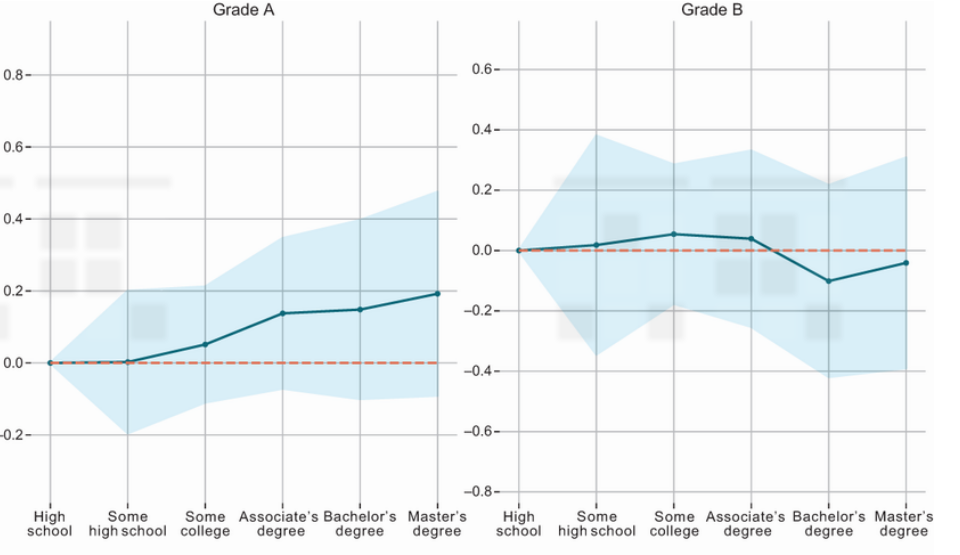 Grade A
0.8
0.6
0.4
0.2
0.0
-0.2
High school
Some high school
Some college
Associate's degree
Bachelor's degree
Master's degree
Grade B
0.6
0.4
0.2
0.0
−0.2
−0.4
−0.6
−0.8
High school
Some high school
Some college
Associate's degree
Bachelor's degree
Master's degree